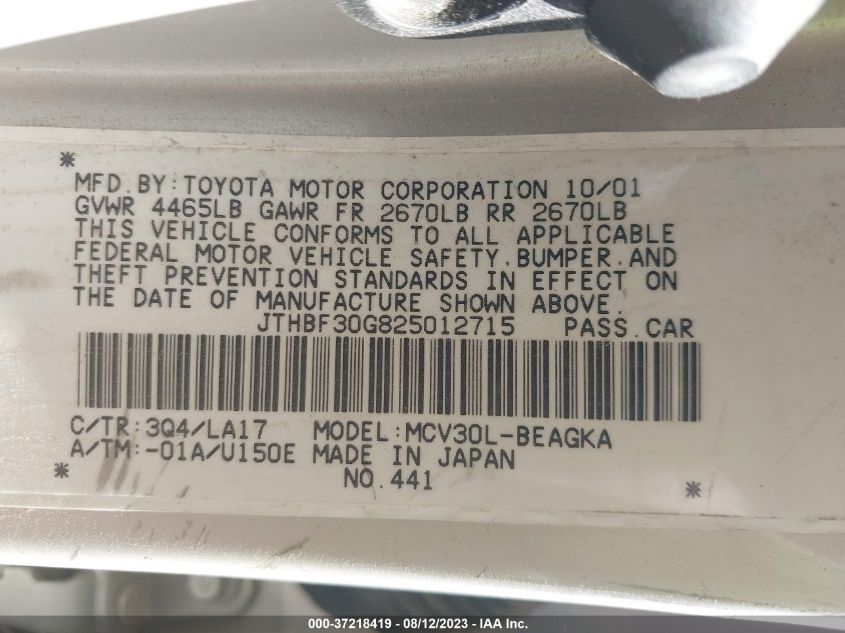 *
MFD.BY:TOYOTA MOTOR CORPORATION 10/01
GVWR 4465LB GAWR FR 2670LB RR 2670LB
THIS VEHICLE CONFORMS TO ALL APPLICABLE
FEDERAL MOTOR VEHICLE SAFETY,BUMPER,AND
THEFT PREVENTION STANDARDS IN EFFECT ON
THE DATE OF MANUFACTURE SHOWN ABOVE.
JTHBF30G825012715 PASS.CAR
C/TR:3Q4/LA17 MODEL:MCV30L-BEAGKA
A/TM:-01A/U150E MADE IN JAPAN
* NO.441 *
000-37218419 - 08/12/2023 - IAA Inc.